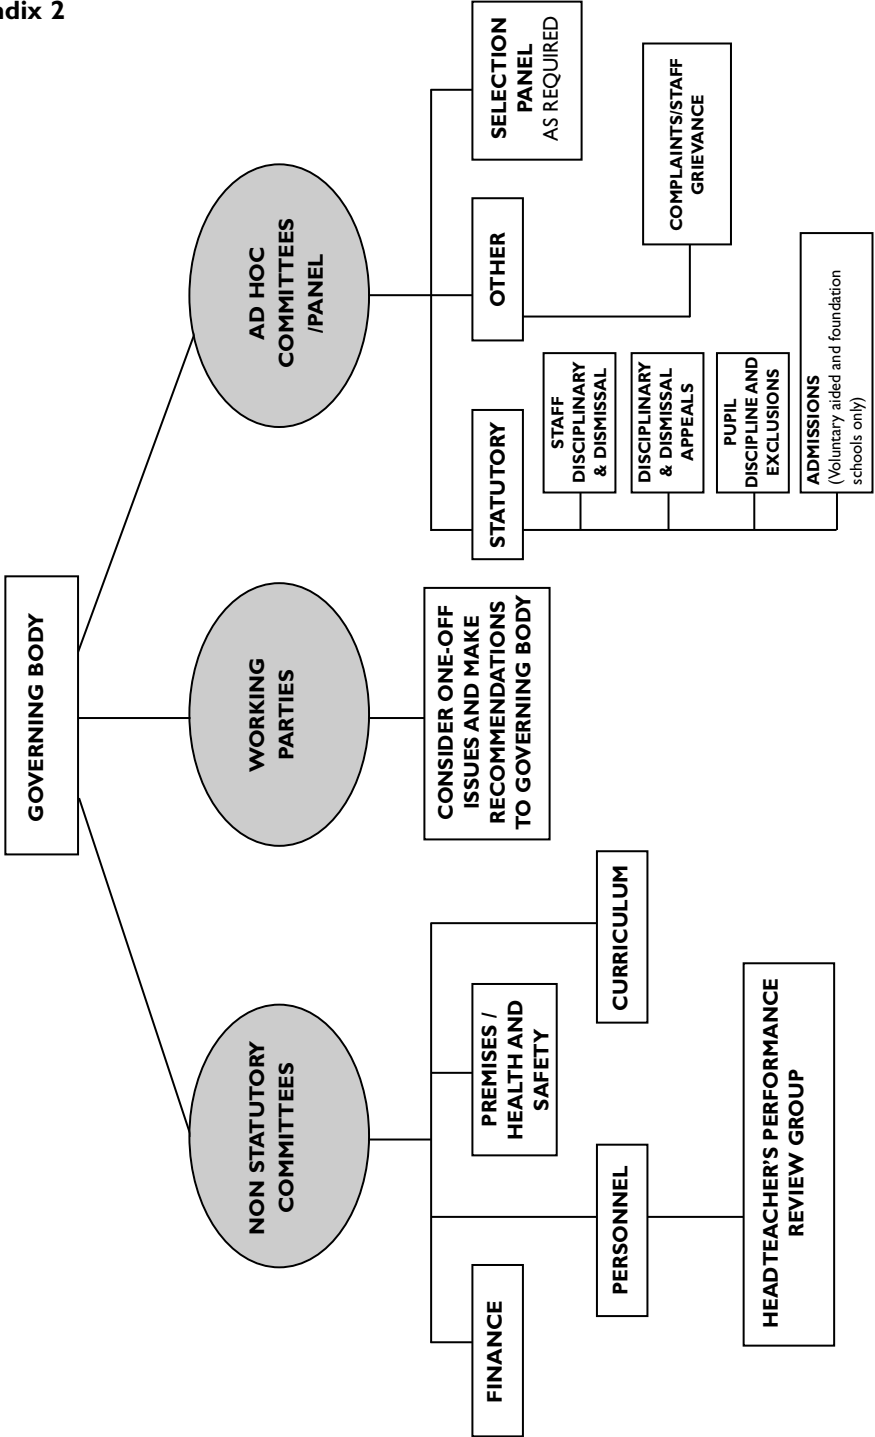 ndix 2
GOVERNING BODY
NON STATUTORY
COMMITTEES
WORKING
PARTIES
AD HOC
COMMITTEES
/PANEL
FINANCE
PERSONNEL
PREMISES /
HEALTH AND
SAFETY
CURRICULUM
HEADTEACHER'S PERFORMANCE
REVIEW GROUP
CONSIDER ONE-OFF
ISSUES AND MAKE
RECOMMENDATIONS
TO GOVERNING BODY
STATUTORY
STAFF
DISCIPLINARY
& DISMISSAL
DISCIPLINARY
& DISMISSAL
APPEALS
PUPIL
DISCIPLINE AND
EXCLUSIONS
ADMISSIONS
(Voluntary aided and foundation
schools only)
OTHER
COMPLAINTS/STAFF
GRIEVANCE
SELECTION
PANEL
AS REQUIRED